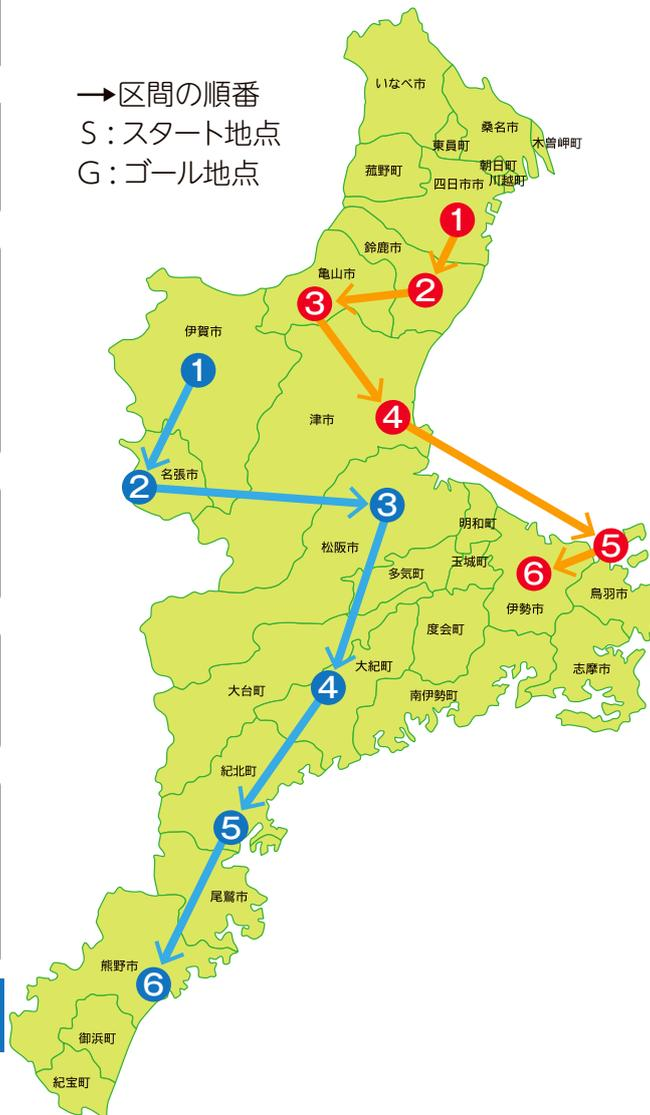 →区間の順番
S：スタート地点
G：ゴール地点
いなべ市
桑名市
木曽岬町
東員町
朝日町
菰野町
四日市市
川越町
1
鈴鹿市
亀山市
2
3
伊賀市
1
津市
4
名張市
2
3
明和町
松阪市
玉城町
5
多気町
6
鳥羽市
伊勢市
度会町
大紀町
志摩市
大台町
4
南伊勢町
紀北町
5
尾鷲市
熊野市
6
御浜町
紀宝町